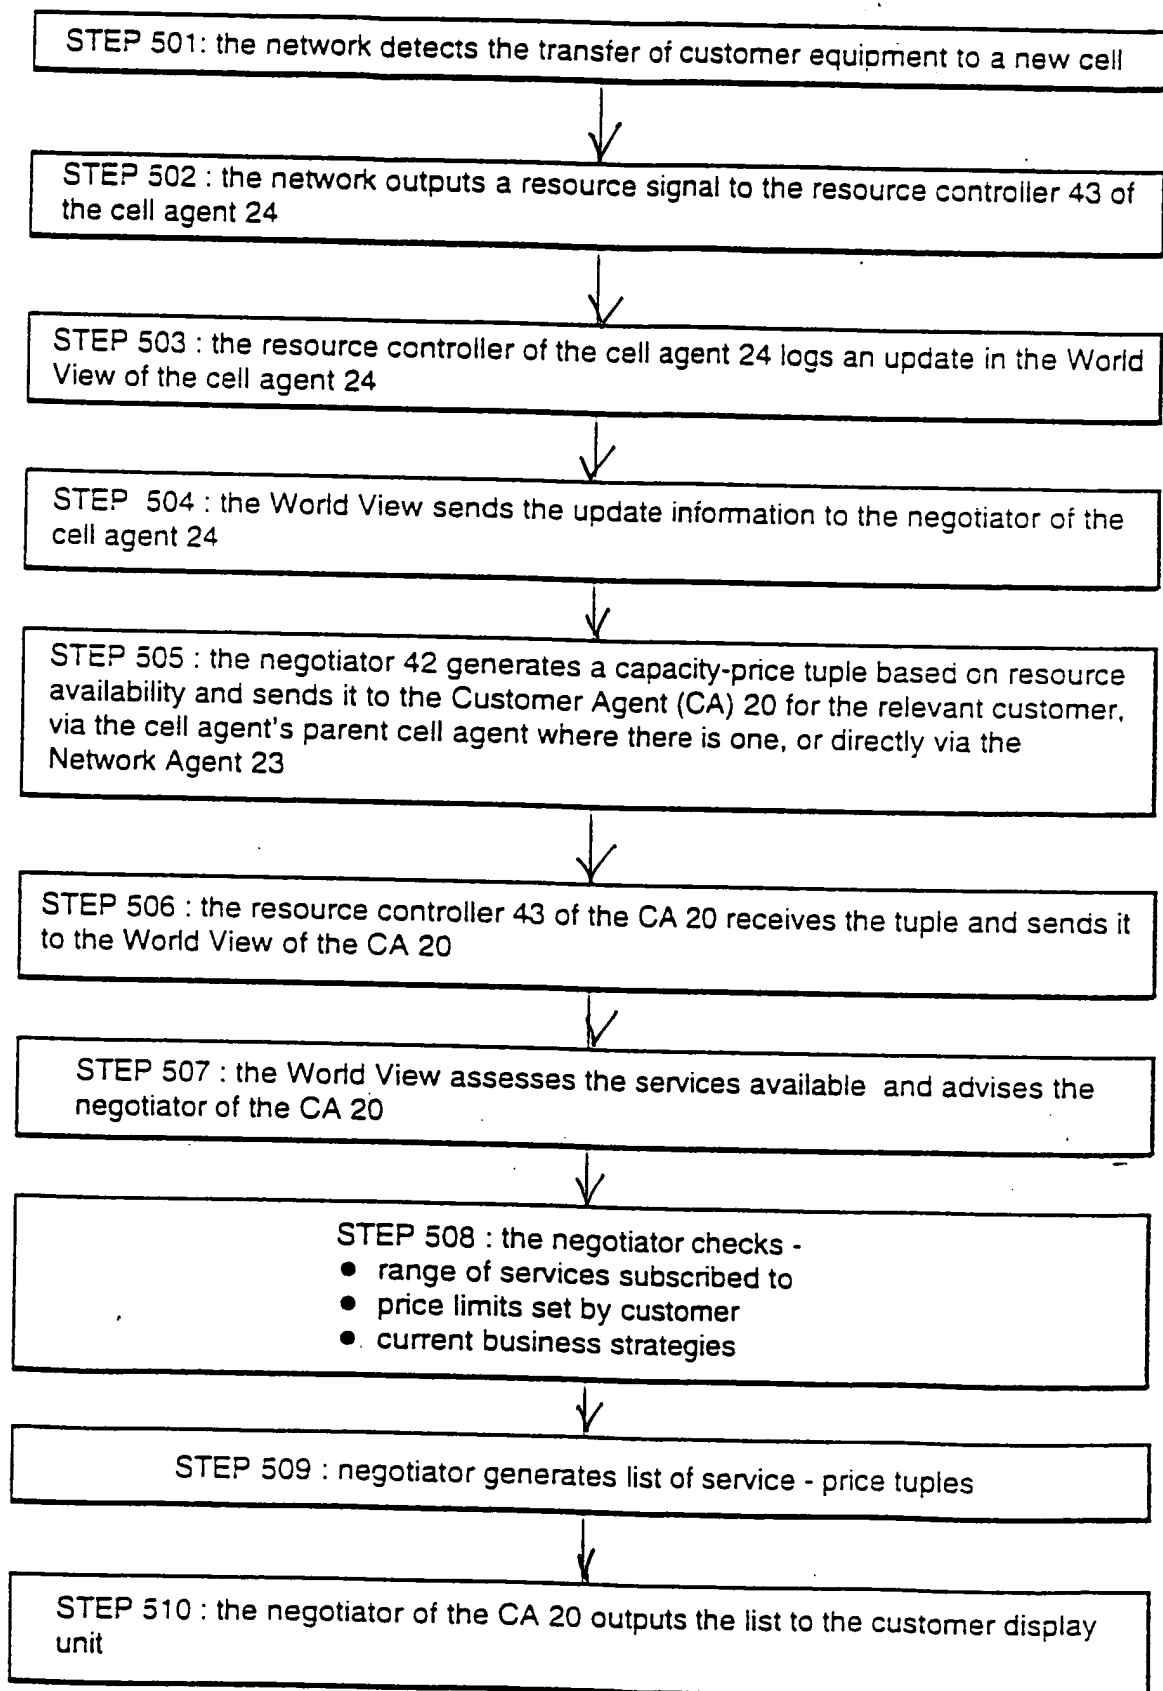 STEP 501: the network detects the transfer of customer equipment to a new cell
STEP 502 : the network outputs a resource signal to the resource controller 43 of
the cell agent 24
STEP 503 : the resource controller of the cell agent 24 logs an update in the World
View of the cell agent 24
STEP 504 : the World View sends the update information to the negotiator of the
cell agent 24
STEP 505 : the negotiator 42 generates a capacity-price tuple based on resource
availability and sends it to the Customer Agent (CA) 20 for the relevant customer,
via the cell agent's parent cell agent where there is one, or directly via the
Network Agent 23
STEP 506 : the resource controller 43 of the CA 20 receives the tuple and sends it
to the World View of the CA 20
STEP 507 : the World View assesses the services available and advises the
negotiator of the CA 20
STEP 508 : the negotiator checks -
● range of services subscribed to
● price limits set by customer
● current business strategies
STEP 509 : negotiator generates list of service - price tuples
STEP 510 : the negotiator of the CA 20 outputs the list to the customer display
unit